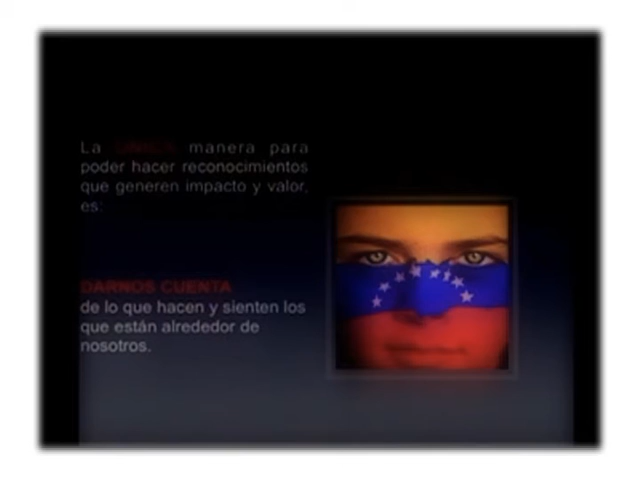 La ÚNICA manera para
poder hacer reconocimientos
que generen impacto y valor,
es:
DARNOS CUENTA
de lo que hacen y sienten los
que están alrededor de
nosotros.